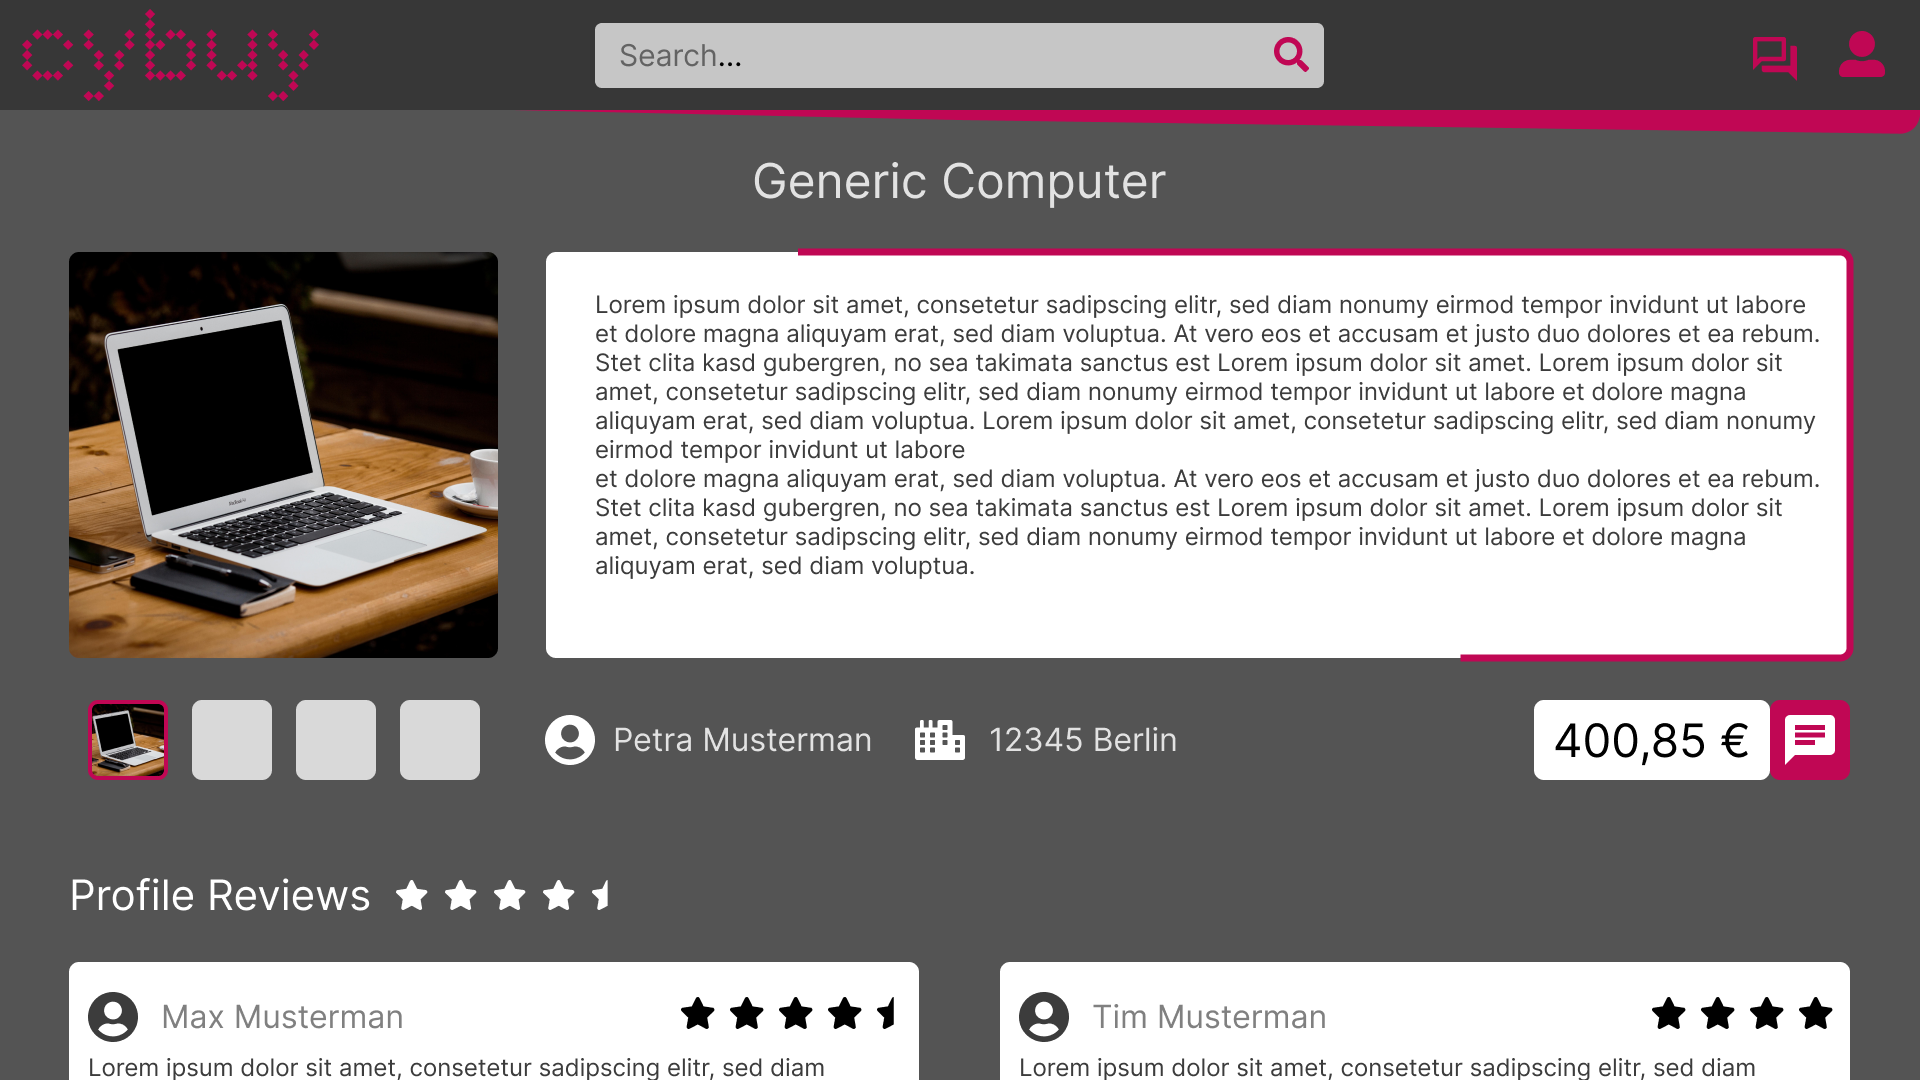 cybuy
Search...
Generic Computer
Lorem ipsum dolor sit amet, consetetur sadipscing elitr, sed diam nonumy eirmod tempor invidunt ut labore
et dolore magna aliquyam erat, sed diam voluptua. At vero eos et accusam et justo duo dolores et ea rebum.
Stet clita kasd gubergren, no sea takimata sanctus est Lorem ipsum dolor sit amet. Lorem ipsum dolor sit
amet, consetetur sadipscing elitr, sed diam nonumy eirmod tempor invidunt ut labore et dolore magna
aliquyam erat, sed diam voluptua. Lorem ipsum dolor sit amet, consetetur sadipscing elitr, sed diam nonumy
eirmod tempor invidunt ut labore
et dolore magna aliquyam erat, sed diam voluptua. At vero eos et accusam et justo duo dolores et ea rebum.
Stet clita kasd gubergren, no sea takimata sanctus est Lorem ipsum dolor sit amet. Lorem ipsum dolor sit
amet, consetetur sadipscing elitr, sed diam nonumy eirmod tempor invidunt ut labore et dolore magna
aliquyam erat, sed diam voluptua.
Petra Musterman
12345 Berlin
400,85 €
Profile Reviews
Max Musterman
Lorem ipsum dolor sit amet, consetetur sadipscing elitr, sed diam
Tim Musterman
Lorem ipsum dolor sit amet, consetetur sadipscing elitr, sed diam